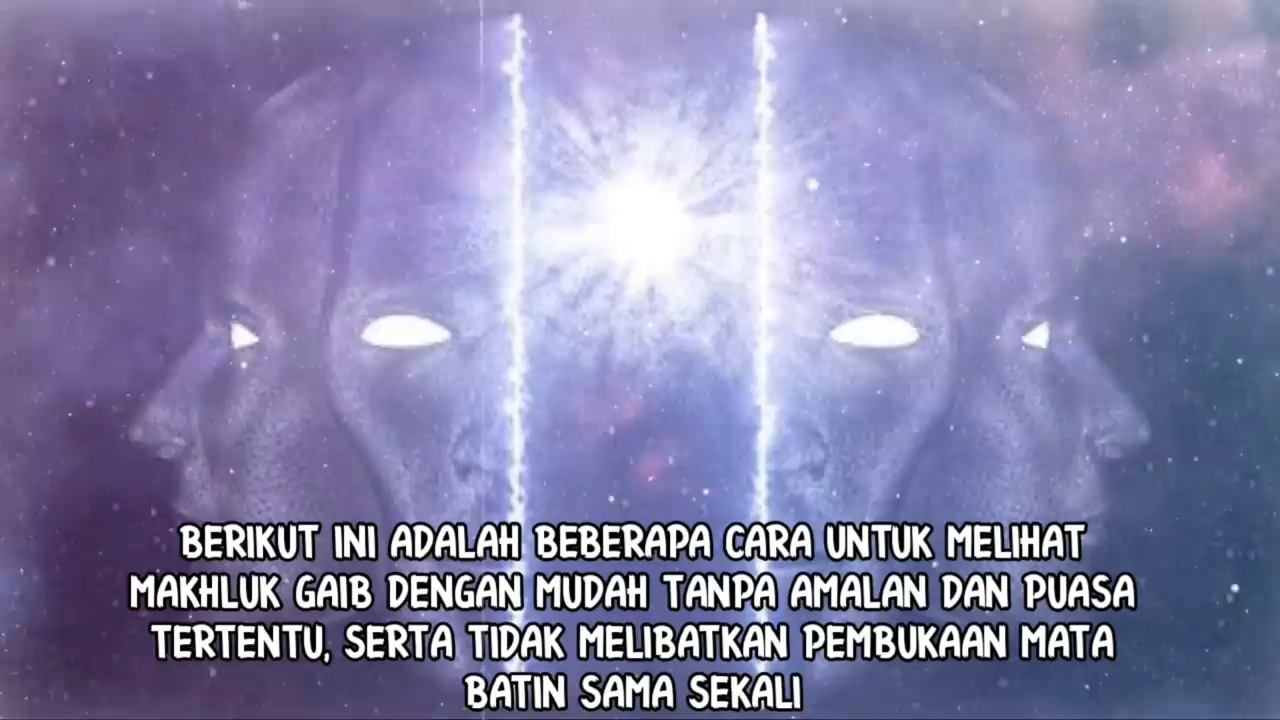 BERIKUT INI ADALAH BEBERAPA CARA UNTUK MELIHAT
MAKHLUK GAIB DENGAN MUDAH TANPA AMALAN DAN PUASA
TERTENTU, SERTA TIDAK MELIBATKAN PEMBUKAAN MATA
BATIN SAMA SEKALI